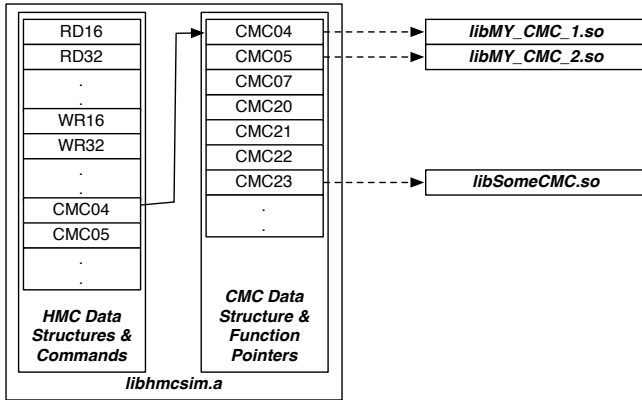 RD16
RD32
.
.
WR16
WR32
.
.
CMC04
CMC05
.
.
HMC Data
Structures &
Commands
CMC04
CMC05
CMC07
CMC20
CMC21
CMC22
CMC23
.
.
CMC Data
Structure &
Function
Pointers
libhmcsim.a
libMY_CMC_1.so
libMY_CMC_2.so
libSomeCMC.so